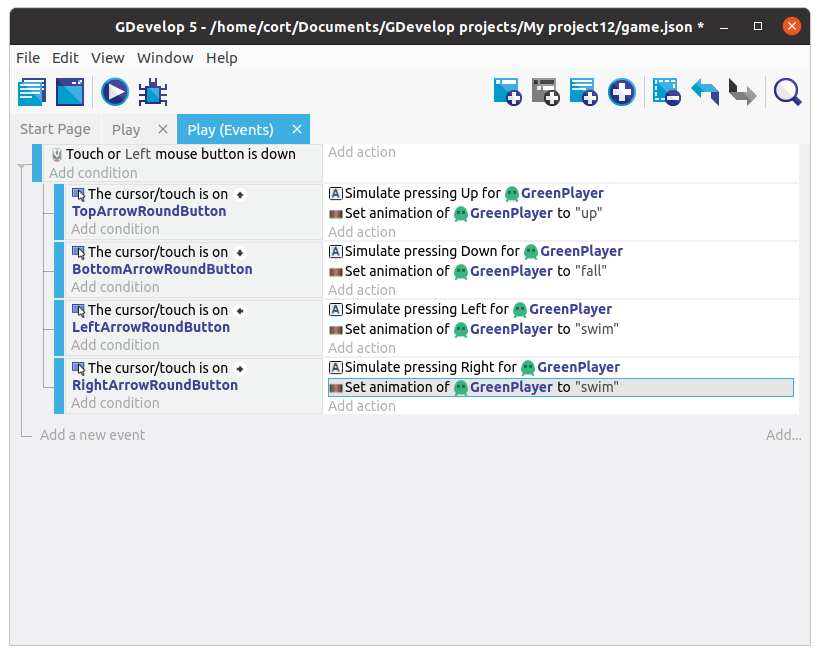 GDevelop 5 - /home/cort/Documents/GDevelop projects/My project12/game.json *
File Edit View Window Help
Start Page Play Play (Events)
Touch or Left mouse button is down
Add condition
Add action
The cursor/touch is on
TopArrowRoundButton
Add condition
Simulate pressing Up for GreenPlayer
Set animation of GreenPlayer to "up"
Add action
The cursor/touch is on
BottomArrowRoundButton
Add condition
Simulate pressing Down for GreenPlayer
Set animation of GreenPlayer to "fall"
Add action
The cursor/touch is on
LeftArrowRoundButton
Add condition
Simulate pressing Left for GreenPlayer
Set animation of GreenPlayer to "swim"
Add action
The cursor/touch is on
RightArrowRoundButton
Add condition
Simulate pressing Right for GreenPlayer
Set animation of GreenPlayer to "swim"
Add action
Add a new event
Add...